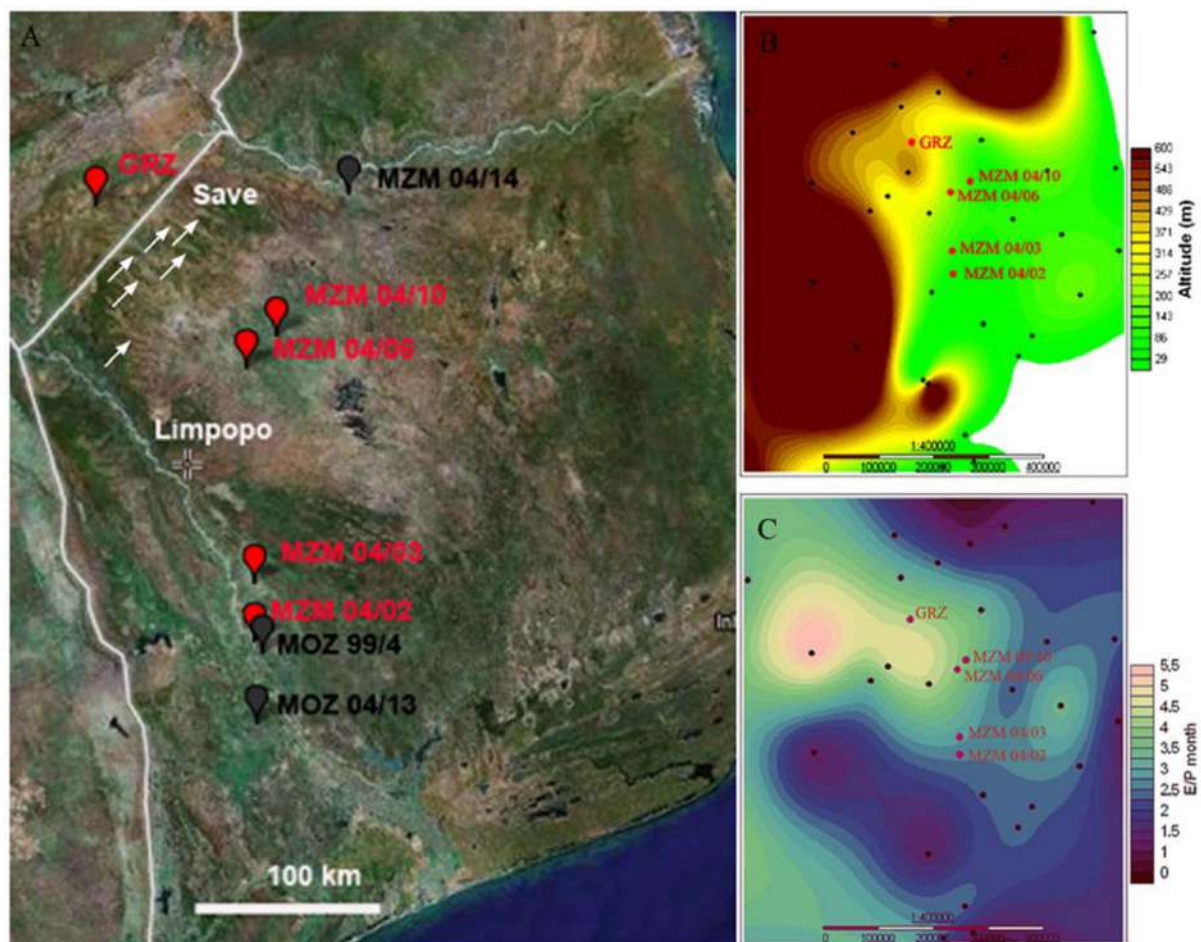 A
GRZ
Save
MZM 04/14
MZM 04/10
MZM 04/06
Limpopo
MZM 04/03
MZM 04/02
MOZ 99/4
MOZ 04/13
100 km
B
GRZ
MZM 04/10
MZM 04/06
MZM 04/03
MZM 04/02
1:400000
0 100000 200000 300000 400000
600
543
486
429
371
314
257
200
143
86
29
Altitude (m)
C
GRZ
MZM 04/10
MZM 04/06
MZM 04/03
MZM 04/02
1:400000
0 100000 200000
5,5
5
4,5
4
3,5
3
2,5
2
1,5
1
0
E/P month